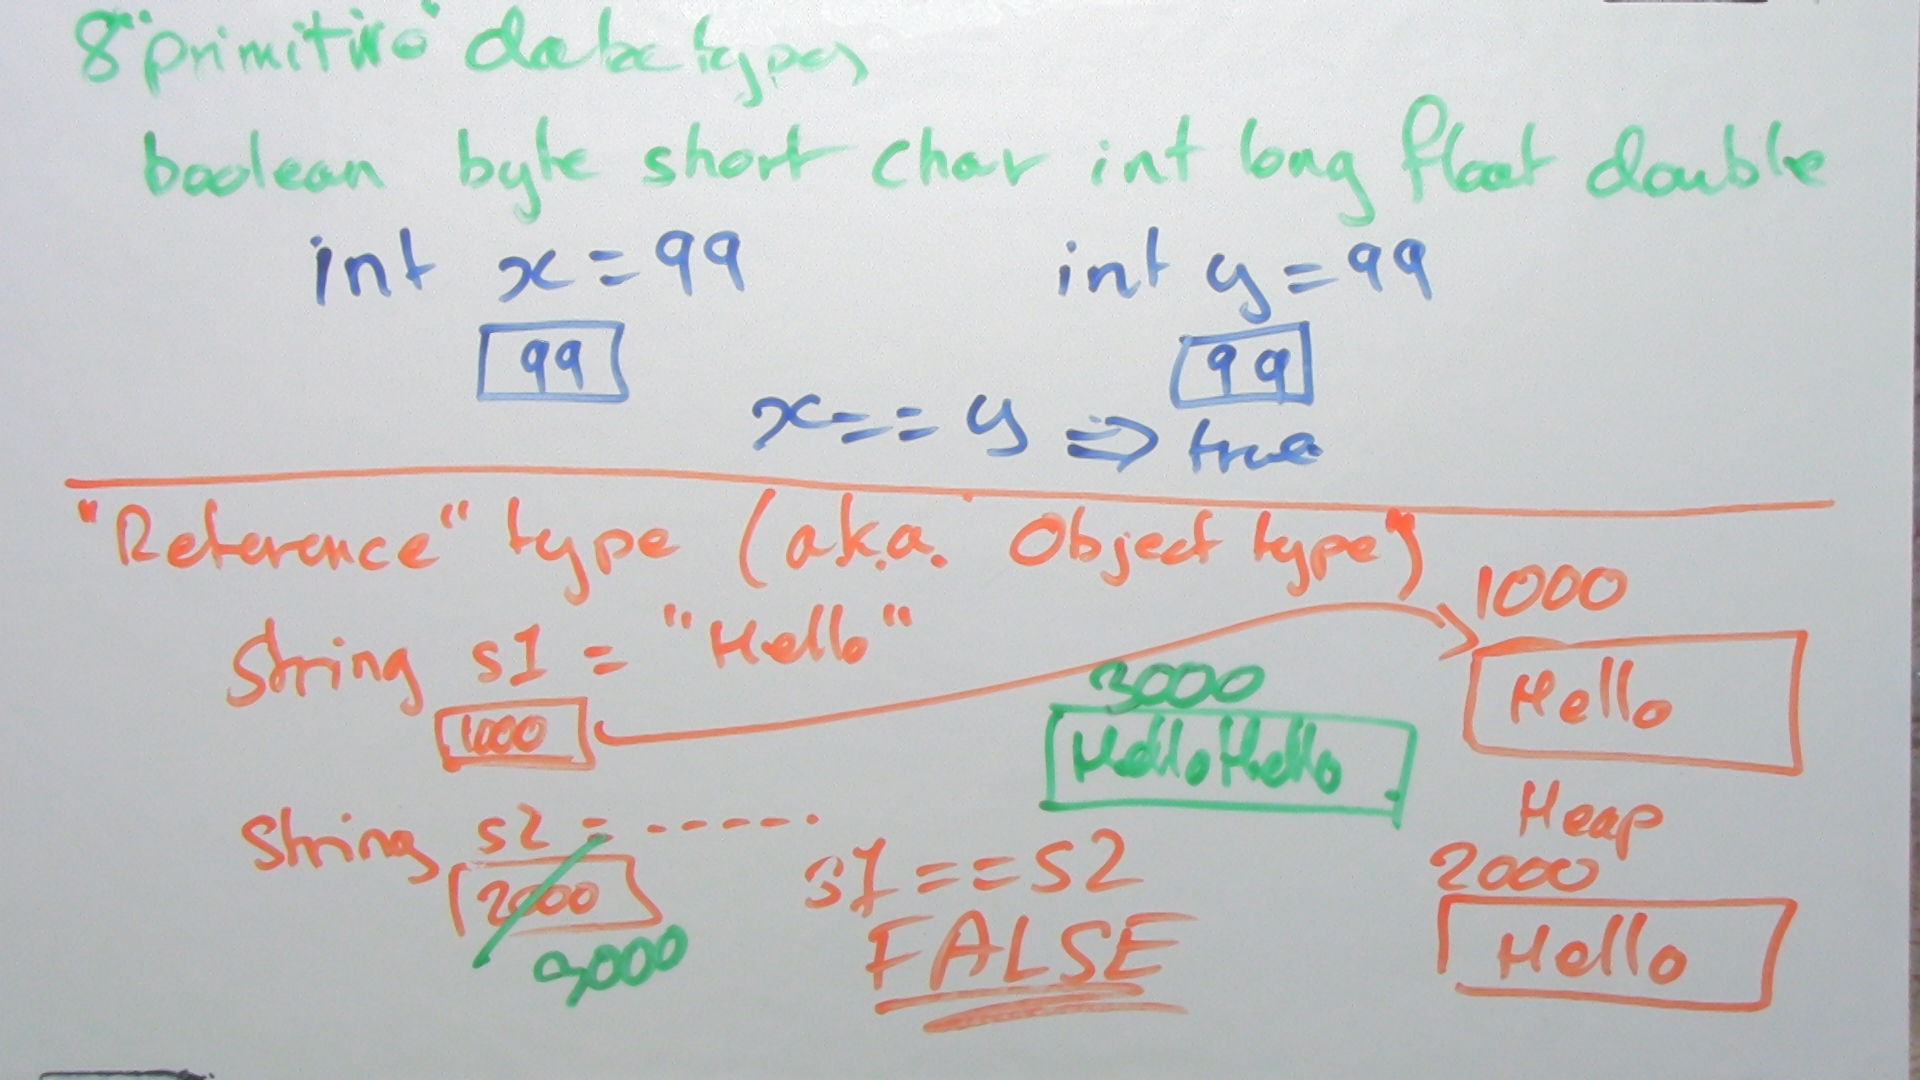 8 "primitive" data types
boolean byte short char int long float double
int x = 99 int y = 99
99 99
x == y => true
"Reference" type (aka. "Object type")
1000
String s1 = "Hello"
3000
1000
HelloHello
Hello
Heap
String s2 = ------
2000
2000
s1 == s2
3000
FALSE
Hello